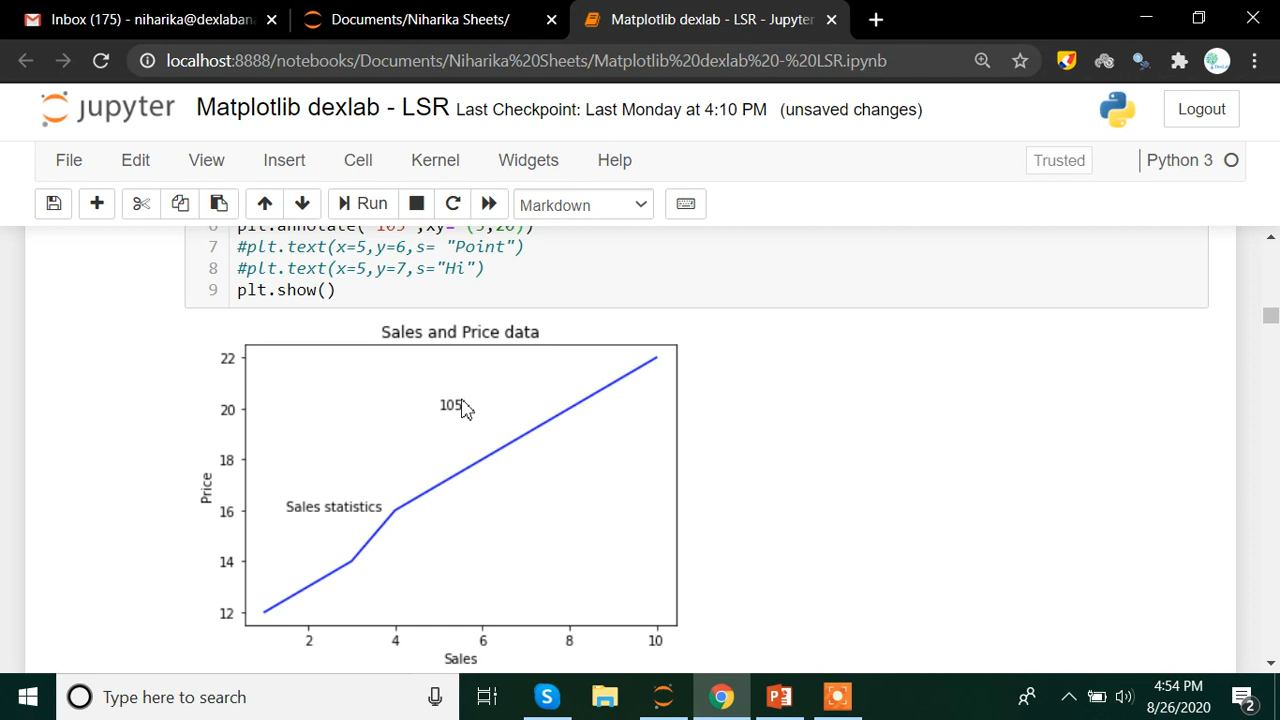 Inbox (175) - niharika@dexlabana
Documents/Niharika Sheets/
Matplotlib dexlab - LSR - Jupyter
localhost:8888/notebooks/Documents/Niharika%20Sheets/Matplotlib%20dexlab%20-%20LSR.ipynb
jupyter
Matplotlib dexlab - LSR
Last Checkpoint: Last Monday at 4:10 PM
(unsaved changes)
Logout
File
Edit
View
Insert
Cell
Kernel
Widgets
Help
Trusted
Python 3
Run
Markdown
7 #plt.text(x=5,y=6,s= "Point")
8 #plt.text(x=5,y=7,s="Hi")
9 plt.show()
Sales and Price data
22
105
20
18
Price
Sales statistics
16
14
12
2 4 6 8 10
Sales
Type here to search
4:54 PM
8/26/2020
2